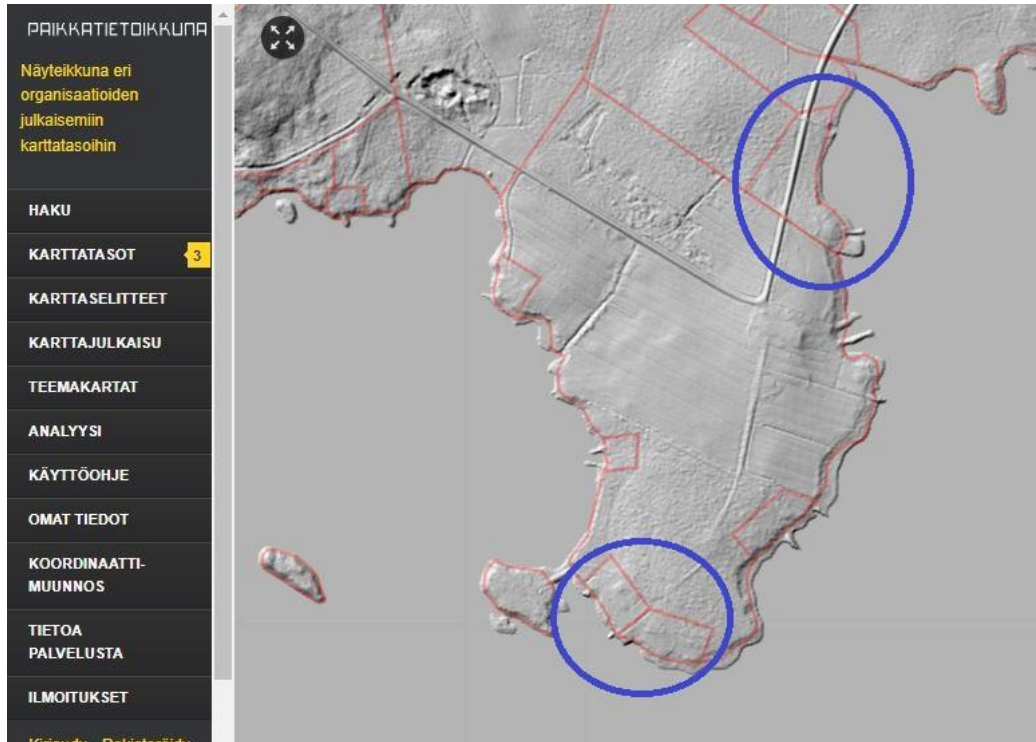 PAIKKATIETOIKKUNA
Näyteikkuna eri
organisaatioiden
julkaisemiin
karttatasoihin
HAKU
KARTTATASOT 3
KARTTASELITTEET
KARTTAJULKAISU
TEEMAKARTAT
ANALYYSI
KÄYTTÖOHJE
OMAT TIEDOT
KOORDINAATTI-
MUUNNOS
TIETOA
PALVELUSTA
ILMOITUKSET